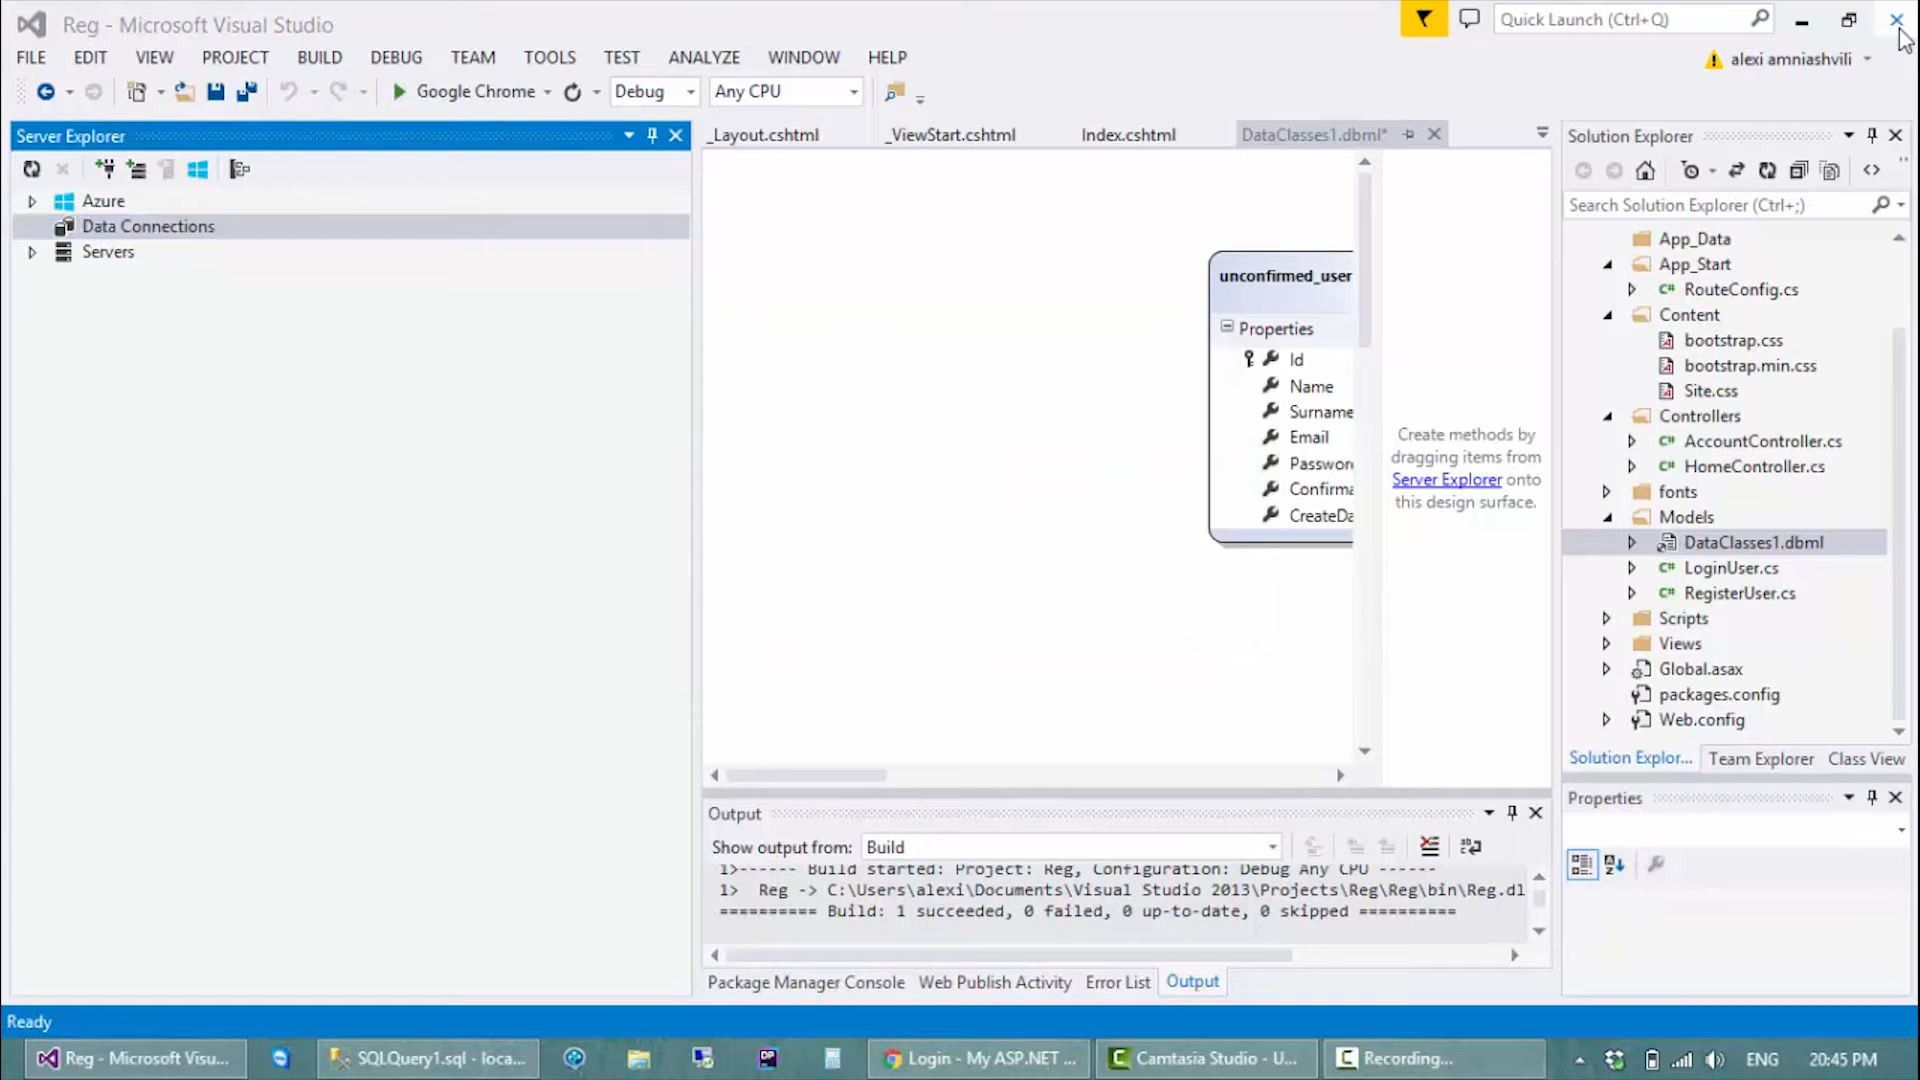 Reg - Microsoft Visual Studio
Quick Launch (Ctrl+Q)
FILE EDIT VIEW PROJECT BUILD DEBUG TEAM TOOLS TEST ANALYZE WINDOW HELP
alexi amniashvili
Google Chrome Debug Any CPU
Server Explorer
Azure
Data Connections
Servers
_Layout.cshtml _ViewStart.cshtml Index.cshtml DataClasses1.dbml*
unconfirmed_user
Properties
Id
Name
Surname
Email
Password
Confirma
CreateDa
Create methods by
dragging items from
Server Explorer onto
this design surface.
Output
Show output from: Build
1>------ Build started: Project: Reg, Configuration: Debug Any CPU ------
1>  Reg -> C:\Users\alexi\Documents\Visual Studio 2013\Projects\Reg\Reg\bin\Reg.dl
========== Build: 1 succeeded, 0 failed, 0 up-to-date, 0 skipped ==========
Package Manager Console Web Publish Activity Error List Output
Solution Explorer
Search Solution Explorer (Ctrl+;)
App_Data
App_Start
C# RouteConfig.cs
Content
bootstrap.css
bootstrap.min.css
Site.css
Controllers
C# AccountController.cs
C# HomeController.cs
fonts
Models
DataClasses1.dbml
C# LoginUser.cs
C# RegisterUser.cs
Scripts
Views
Global.asax
packages.config
Web.config
Solution Explor... Team Explorer Class View
Properties
Ready
Reg - Microsoft Visu... SQLQuery1.sql - loca... Login - My ASP.NET ... Camtasia Studio - U... Recording... ENG 20:45 PM